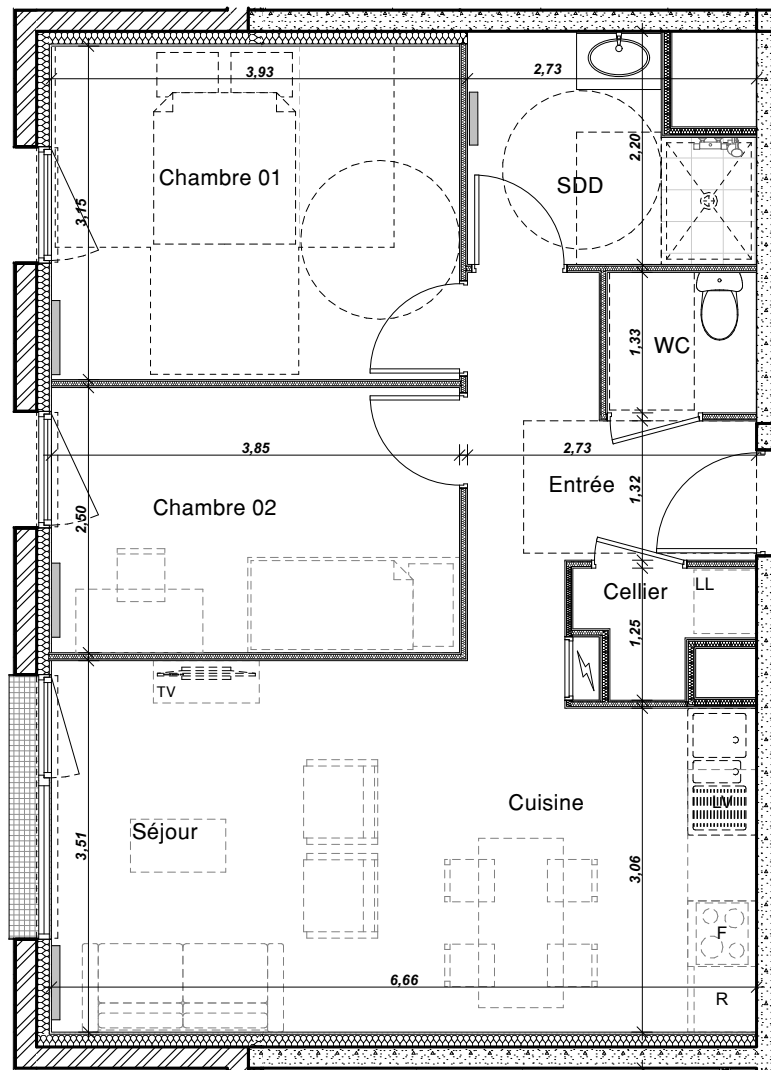 3,93
2,73
Chambre 01
SDD
2,20
3,15
WC
1,33
3,85
2,73
Entrée
1,32
Chambre 02
2,50
Cellier
LL
1,25
TV
Séjour
Cuisine
LV
3,51
3,06
F
6,66
R